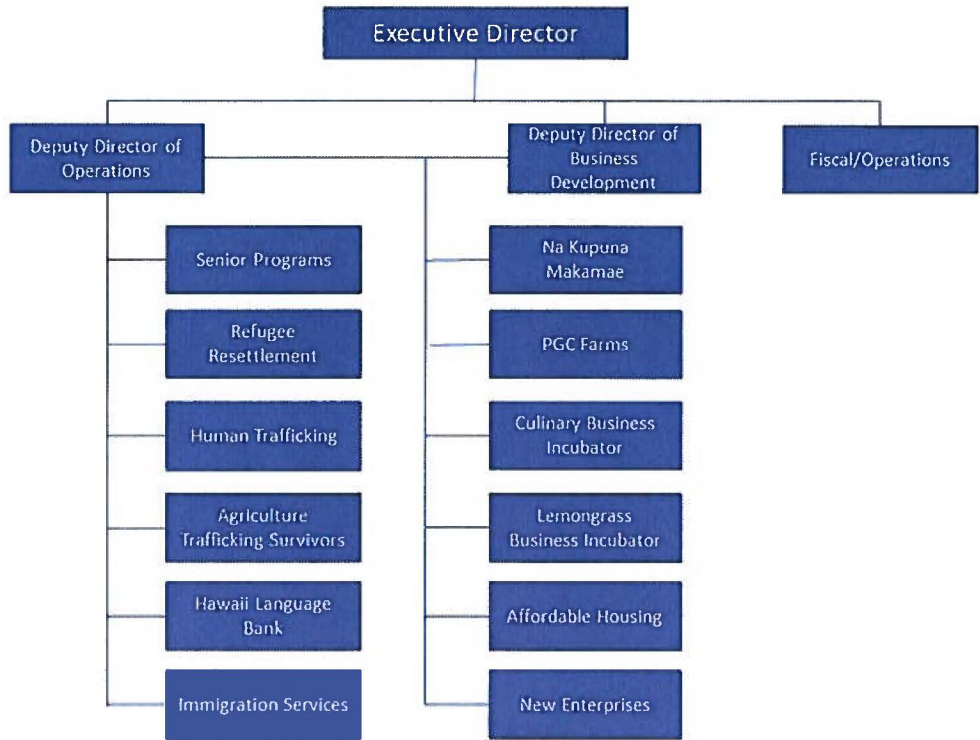 Executive Director
Deputy Director of
Operations
Deputy Director of
Business
Development
Fiscal/Operations
Senior Programs
Refugee
Resettlement
Human Trafficking
Agriculture
Trafficking Survivors
Hawaii Language
Bank
Immigration Services
Na Kupuna
Makamae
PGC Farms
Culinary Business
Incubator
Lemongrass
Business Incubator
Affordable Housing
New Enterprises